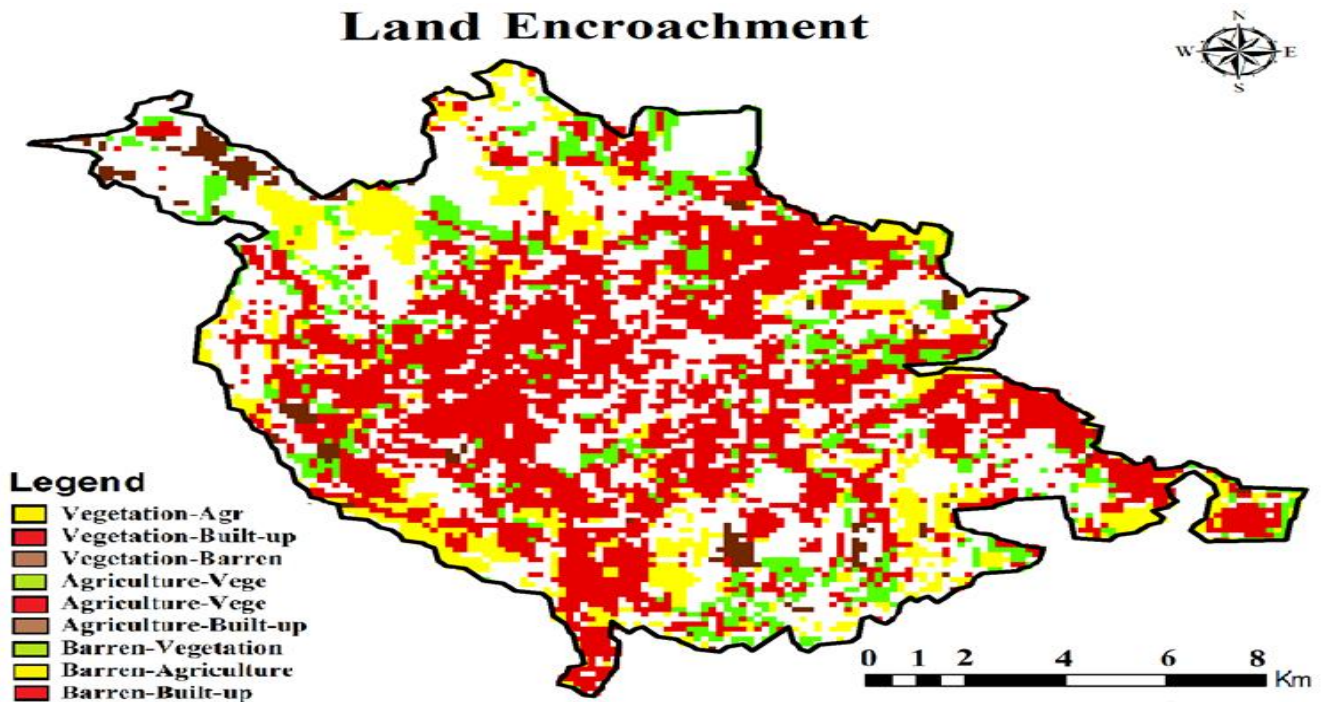 Land Encroachment
N
W E
S
Legend
Vegetation-Agr
Vegetation-Built-up
Vegetation-Barren
Agriculture-Vege
Agriculture-Vege
Agriculture-Built-up
Barren-Vegetation
Barren-Agriculture
Barren-Built-up
0 1 2 4 6 8
Km